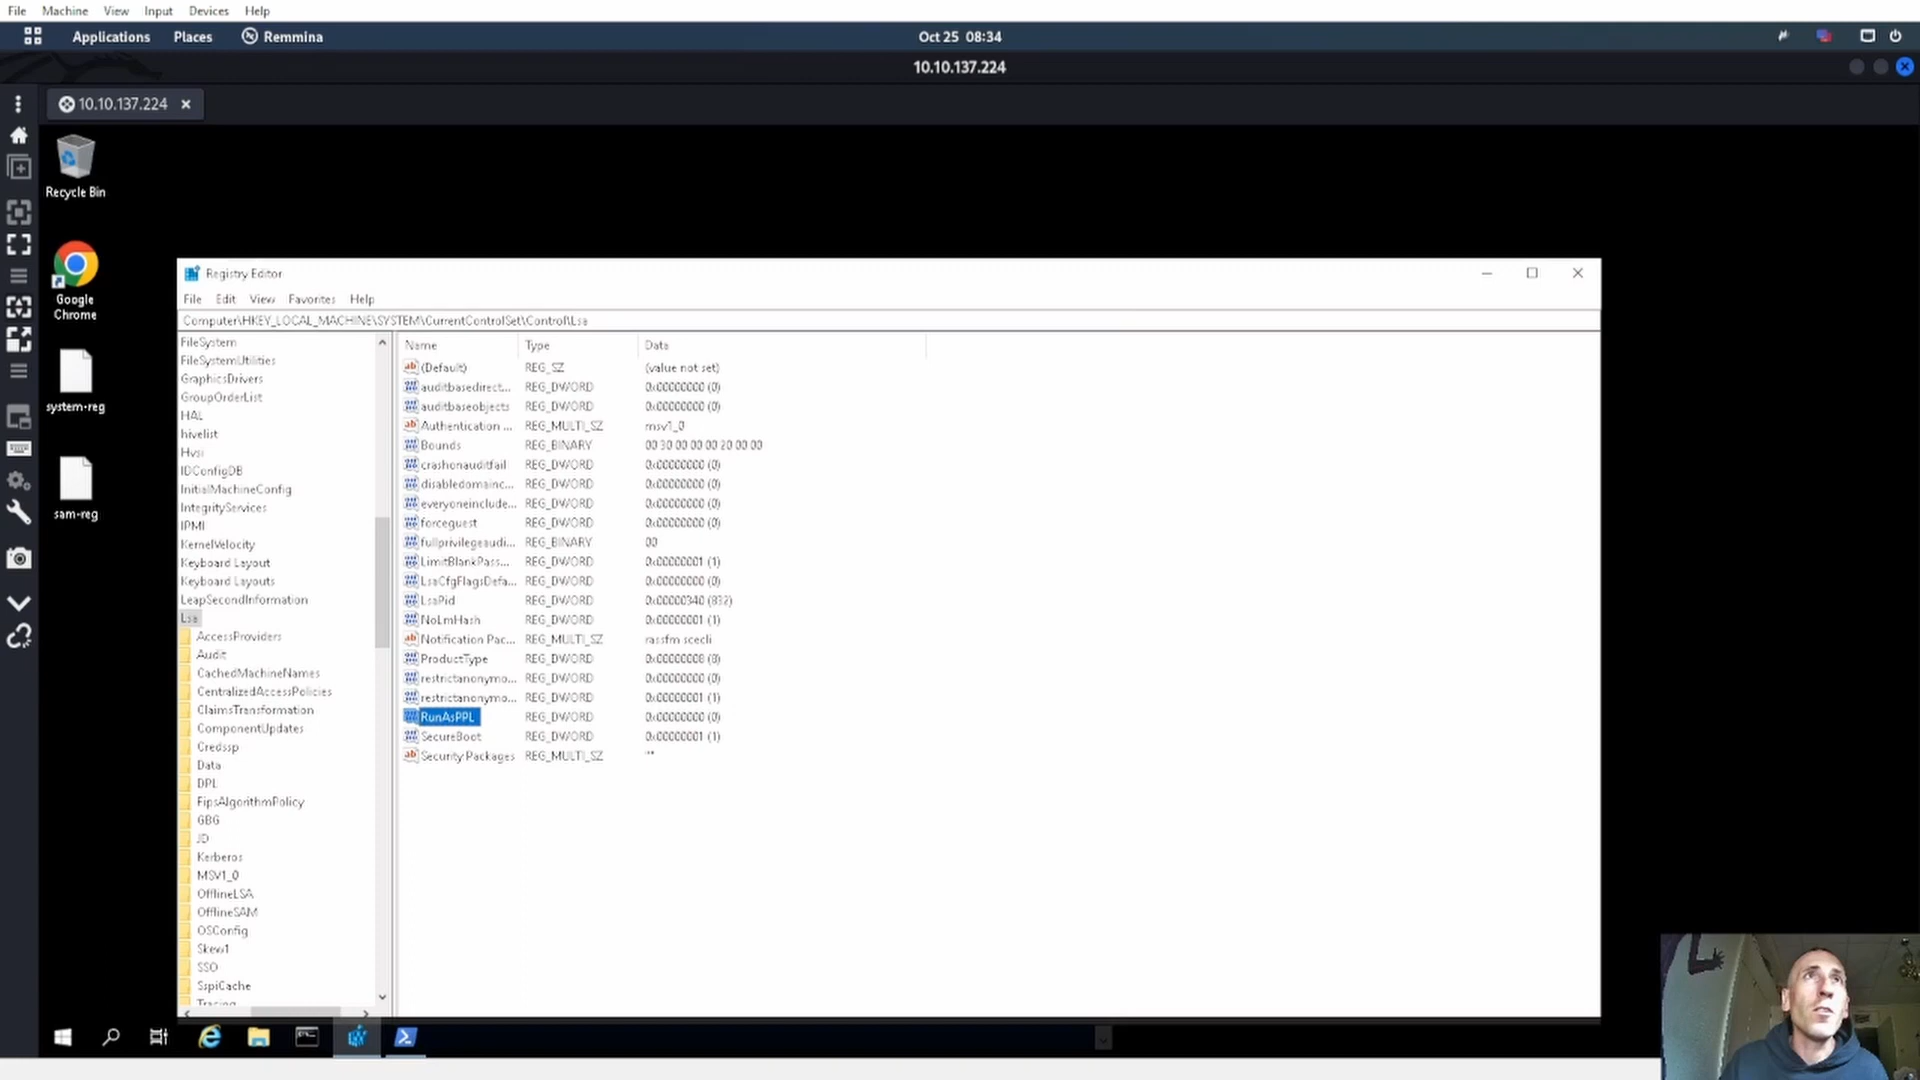 File Machine View Input Devices Help
Applications Places Remmina Oct 25 08:34
10.10.137.224
10.10.137.224
Recycle Bin
Google Chrome
system-reg
sam-reg
Registry Editor
File Edit View Favorites Help
Computer\HKEY_LOCAL_MACHINE\SYSTEM\CurrentControlSet\Control\Lsa
FileSystem
FileSystemUtilities
GraphicsDrivers
GroupOrderList
HAL
hivelist
Hvsi
IDConfigDB
InitialMachineConfig
IntegrityServices
IPMI
KernelVelocity
Keyboard Layout
Keyboard Layouts
LeapSecondInformation
Lsa
AccessProviders
Audit
CachedMachineNames
CentralizedAccessPolicies
ClaimsTransformation
ComponentUpdates
Credssp
Data
DPL
FipsAlgorithmPolicy
GBG
JD
Kerberos
MSV1_0
OfflineLSA
OfflineSAM
OSConfig
Skew1
SSO
SspiCache
Tracing
Name Type Data
(Default) REG_SZ (value not set)
auditbasedirect... REG_DWORD 0x00000000 (0)
auditbaseobjects REG_DWORD 0x00000000 (0)
Authentication ... REG_MULTI_SZ msv1_0
Bounds REG_BINARY 00 30 00 00 00 20 00 00
crashonauditfail REG_DWORD 0x00000000 (0)
disabledomainc... REG_DWORD 0x00000000 (0)
everyoneinclude... REG_DWORD 0x00000000 (0)
forceguest REG_DWORD 0x00000000 (0)
fullprivilegeaudi... REG_BINARY 00
LimitBlankPass... REG_DWORD 0x00000001 (1)
LsaCfgFlagsDefa... REG_DWORD 0x00000000 (0)
LsaPid REG_DWORD 0x00000340 (832)
NoLmHash REG_DWORD 0x00000001 (1)
Notification Pac... REG_MULTI_SZ rassfm scecli
ProductType REG_DWORD 0x00000008 (8)
restrictanonymo... REG_DWORD 0x00000000 (0)
restrictanonymo... REG_DWORD 0x00000001 (1)
RunAsPPL REG_DWORD 0x00000000 (0)
SecureBoot REG_DWORD 0x00000001 (1)
Security Packages REG_MULTI_SZ ""